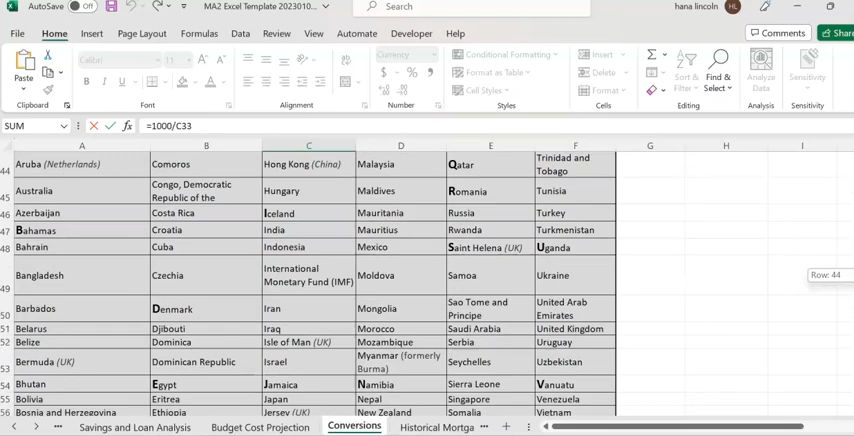 AutoSave Off MA2 Excel Template 2023010... Search hana lincoln HL
File Home Insert Page Layout Formulas Data Review View Automate Developer Help Comments Share
Paste
Calibri 11
B I U
Currency
$ % 9
Conditional Formatting
Format as Table
Cell Styles
Insert
Delete
Format
Sort & Filter
Find & Select
Analyze Data
Sensitivity
Clipboard Font Alignment Number Styles Cells Editing Analysis Sensitivity
SUM fx =1000/C33
A B C D E F G H I
44 Aruba (Netherlands) Comoros Hong Kong (China) Malaysia Qatar Trinidad and Tobago
45 Australia Congo, Democratic Republic of the Hungary Maldives Romania Tunisia
46 Azerbaijan Costa Rica Iceland Mauritania Russia Turkey
47 Bahamas Croatia India Mauritius Rwanda Turkmenistan
48 Bahrain Cuba Indonesia Mexico Saint Helena (UK) Uganda
49 Bangladesh Czechia International Monetary Fund (IMF) Moldova Samoa Ukraine
Row: 44
50 Barbados Denmark Iran Mongolia Sao Tome and Principe United Arab Emirates
51 Belarus Djibouti Iraq Morocco Saudi Arabia United Kingdom
52 Belize Dominica Isle of Man (UK) Mozambique Serbia Uruguay
53 Bermuda (UK) Dominican Republic Israel Myanmar (formerly Burma) Seychelles Uzbekistan
54 Bhutan Egypt Jamaica Namibia Sierra Leone Vanuatu
55 Bolivia Eritrea Japan Nepal Singapore Venezuela
56 Bosnia and Herzegovina Ethiopia Jersey (UK) New Zealand Somalia Vietnam
Savings and Loan Analysis Budget Cost Projection Conversions Historical Mortga ...